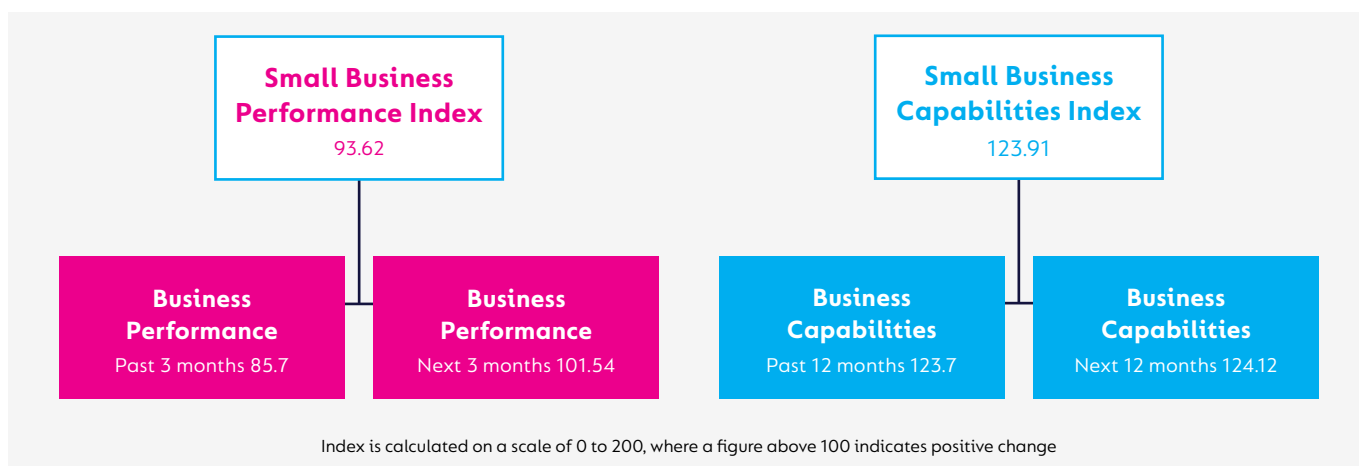 Small Business
Performance Index
93.62
Small Business
Capabilities Index
123.91
Business
Performance
Past 3 months 85.7
Business
Performance
Next 3 months 101.54
Business
Capabilities
Past 12 months 123.7
Business
Capabilities
Next 12 months 124.12
Index is calculated on a scale of 0 to 200, where a figure above 100 indicates positive change